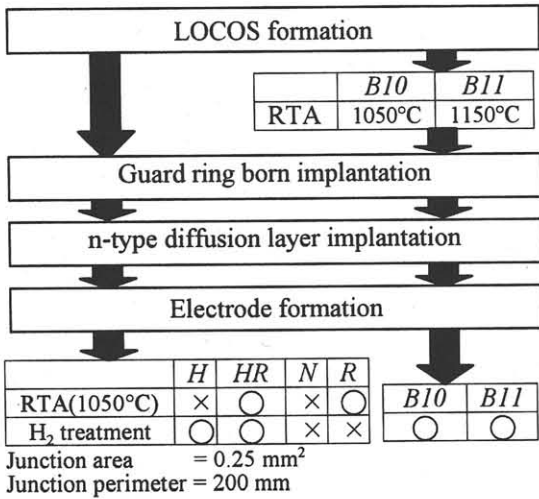 LOCOS formation
B10 B11
RTA 1050°C 1150°C
Guard ring born implantation
n-type diffusion layer implantation
Electrode formation
H HR N R
RTA(1050°C) × ○ × ○
H₂ treatment ○ ○ × ×
B10 B11
○ ○
Junction area = 0.25 mm²
Junction perimeter = 200 mm